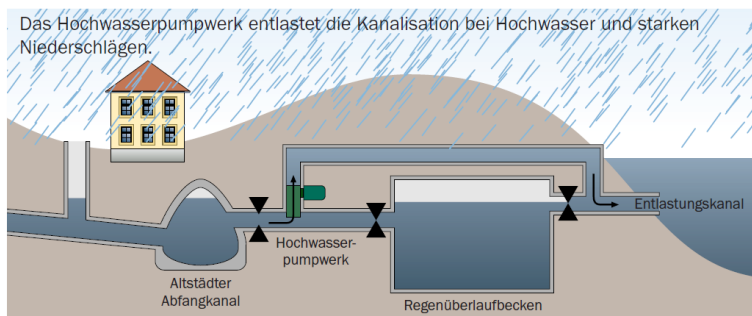 Das Hochwasserpumpwerk entlastet die Kanalisation bei Hochwasser und starken
Niederschlägen.
Entlastungskanal
Hochwasser-
pumpwerk
Altstädter
Abfangkanal
Regenüberlaufbecken